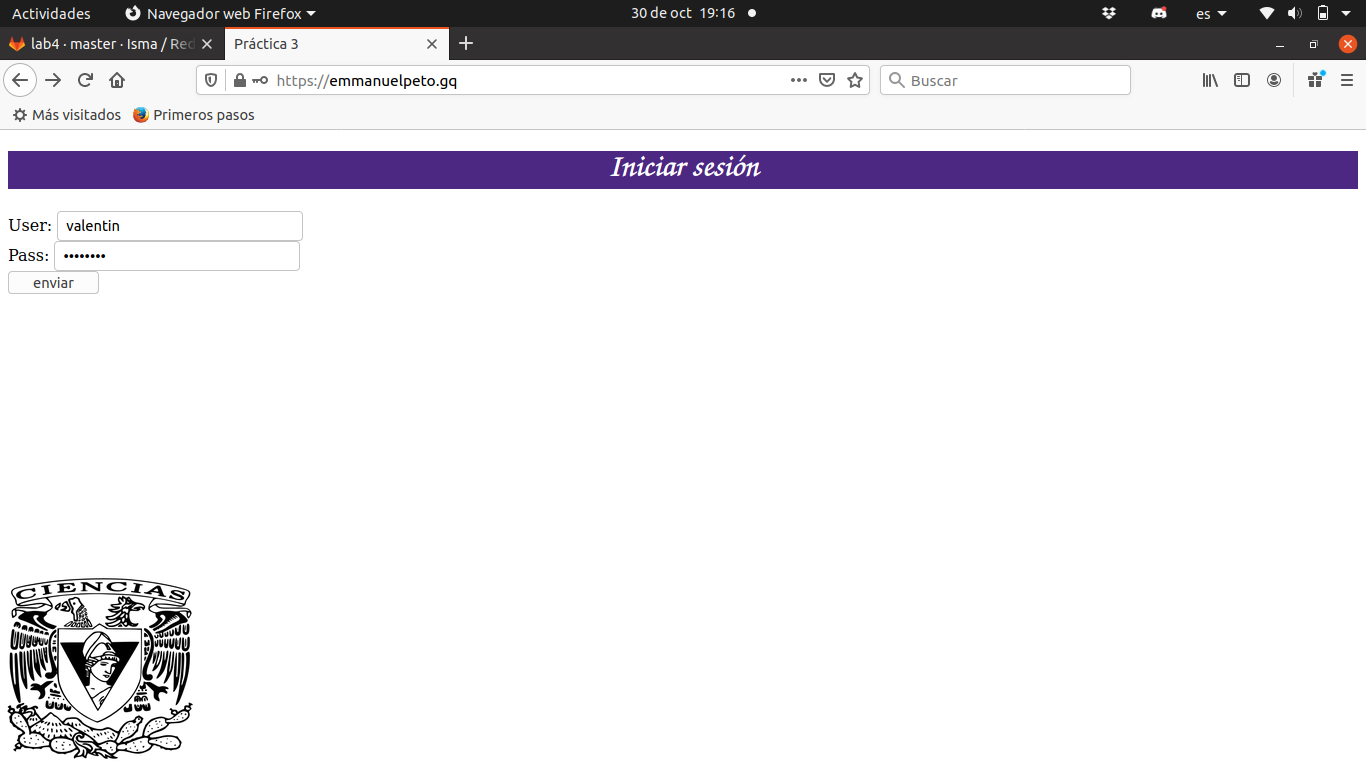 Actividades Navegador web Firefox 30 de oct 19:16 es
lab4 · master · Isma / Red Práctica 3
https://emmanuelpeto.gq Buscar
Más visitados Primeros pasos
Iniciar sesión
User: valentin
Pass: ••••••••
enviar
CIENCIAS